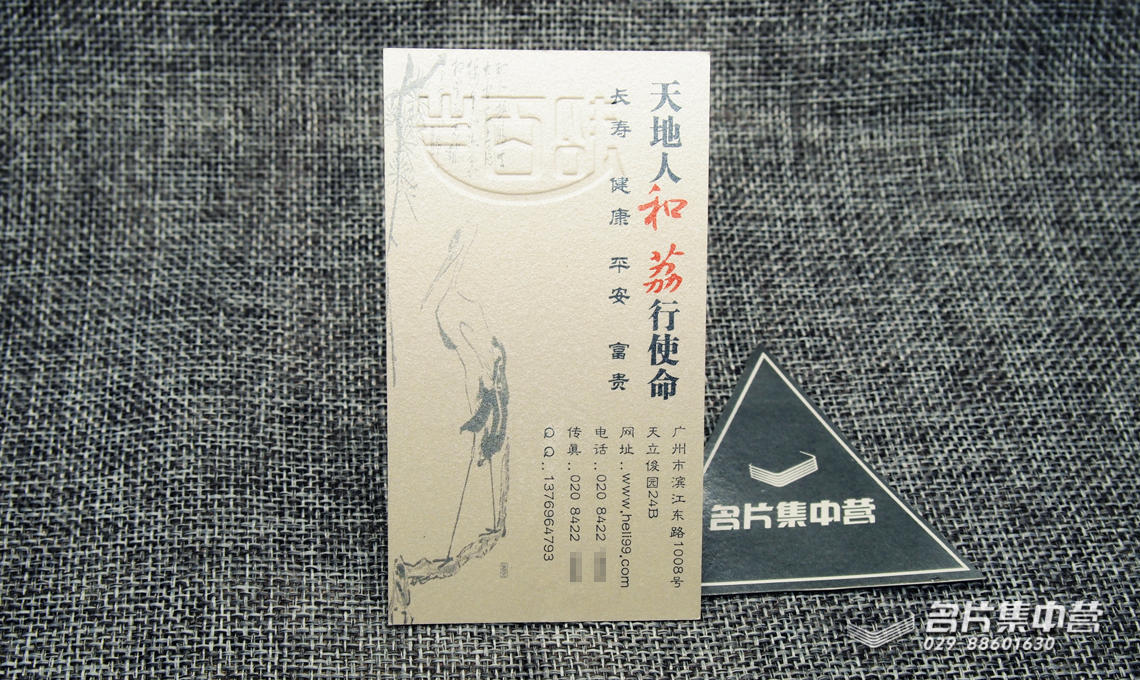 天地人和荔行使命
长寿 健康 平安 富贵
广州市滨江东路1008号
天立俊园24B
网址:www.heli99.com
电话:020 8422
传真:020 8422
QQ:1376964793
名片集中营
名片集中营
029-88601630